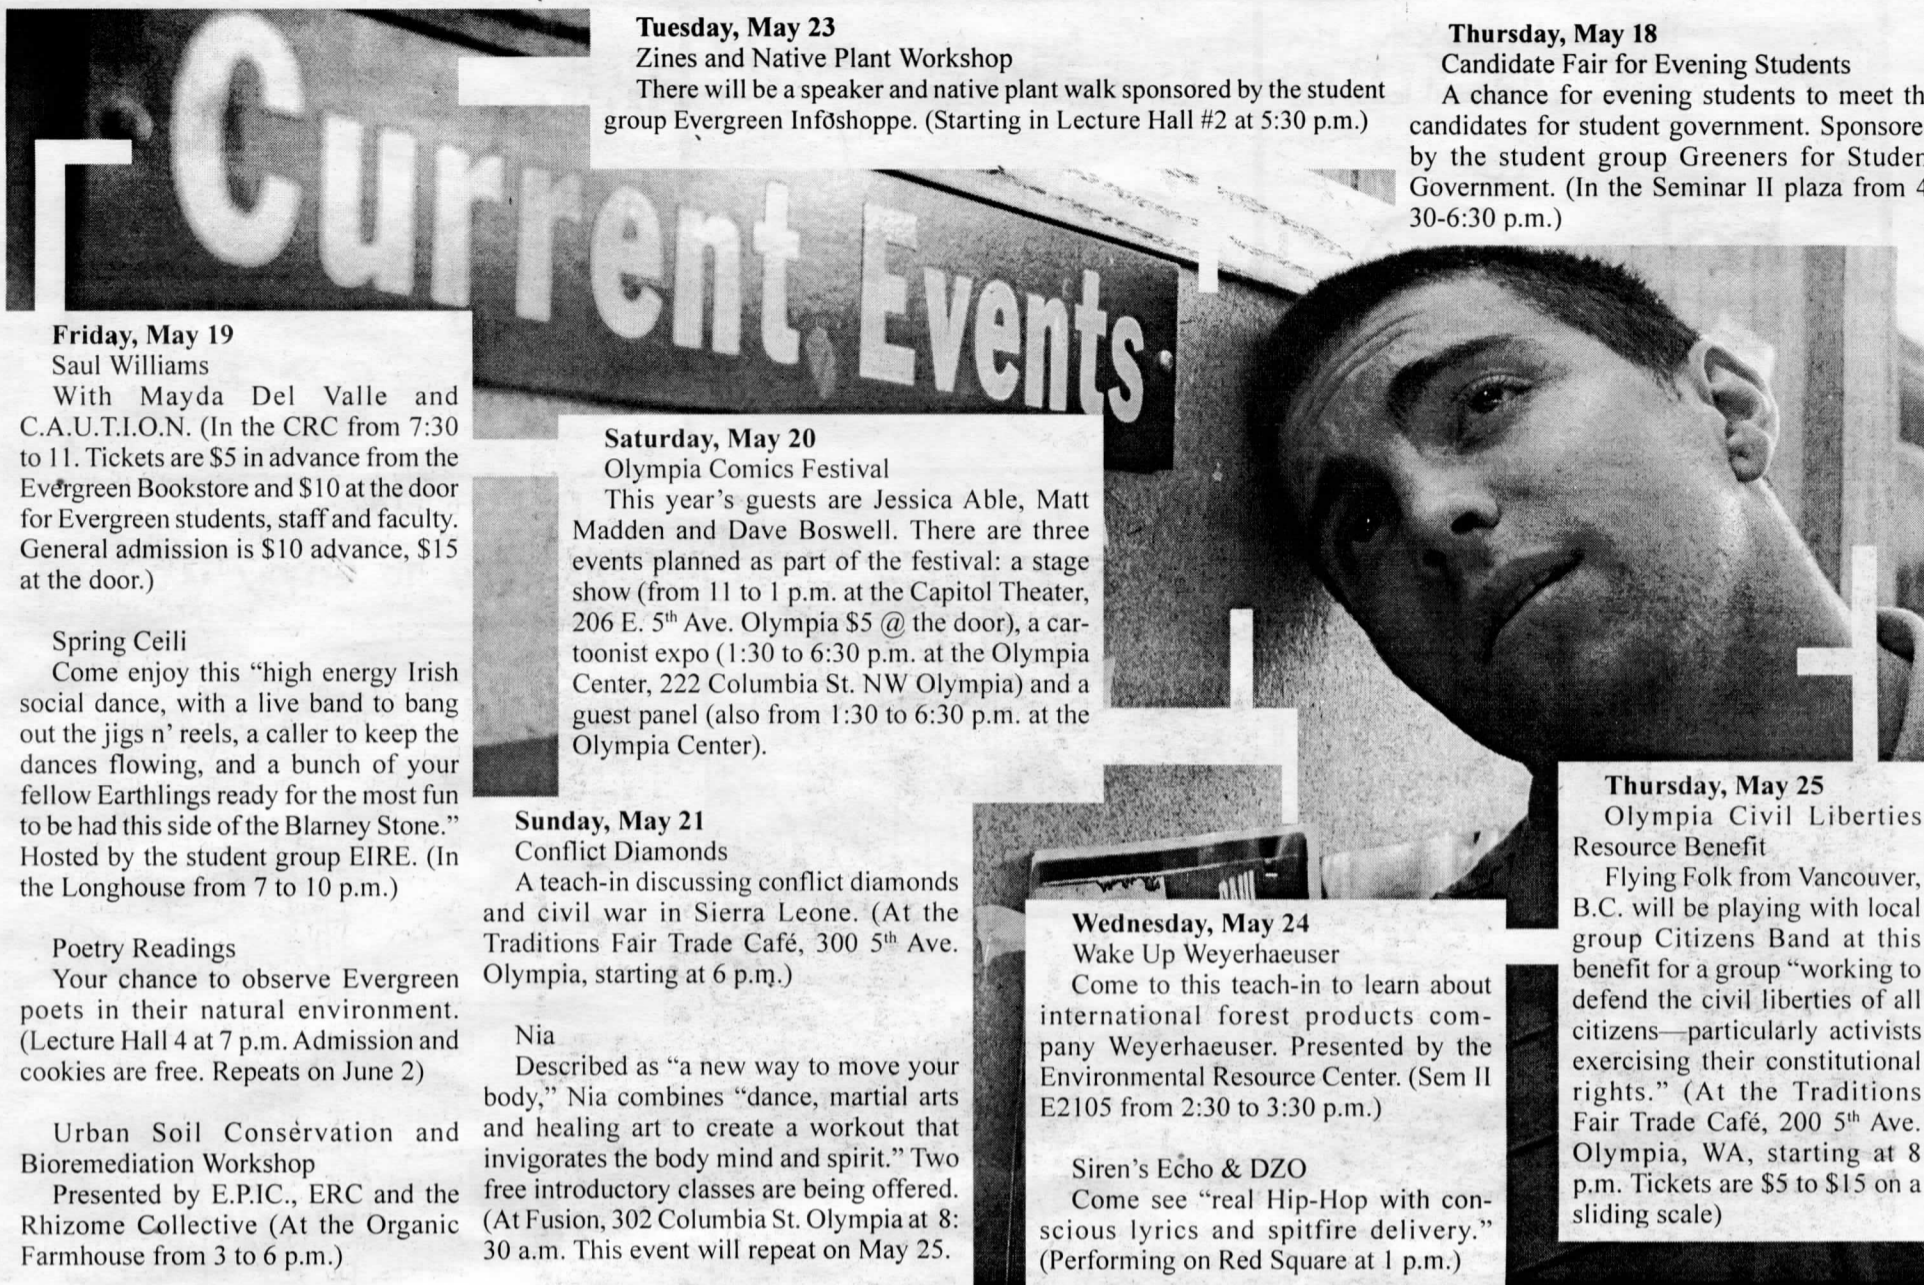 Current Events
Tuesday, May 23
Zines and Native Plant Workshop
There will be a speaker and native plant walk sponsored by the student
group Evergreen Infoshoppe. (Starting in Lecture Hall #2 at 5:30 p.m.)
Thursday, May 18
Candidate Fair for Evening Students
A chance for evening students to meet th
candidates for student government. Sponsore
by the student group Greeners for Studen
Government. (In the Seminar II plaza from 4
30-6:30 p.m.)
Friday, May 19
Saul Williams
With Mayda Del Valle and
C.A.U.T.I.O.N. (In the CRC from 7:30
to 11. Tickets are $5 in advance from the
Evergreen Bookstore and $10 at the door
for Evergreen students, staff and faculty.
General admission is $10 advance, $15
at the door.)
Spring Ceili
Come enjoy this “high energy Irish
social dance, with a live band to bang
out the jigs n’ reels, a caller to keep the
dances flowing, and a bunch of your
fellow Earthlings ready for the most fun
to be had this side of the Blarney Stone.”
Hosted by the student group EIRE. (In
the Longhouse from 7 to 10 p.m.)
Poetry Readings
Your chance to observe Evergreen
poets in their natural environment.
(Lecture Hall 4 at 7 p.m. Admission and
cookies are free. Repeats on June 2)
Urban Soil Conservation and
Bioremediation Workshop
Presented by E.P.IC., ERC and the
Rhizome Collective (At the Organic
Farmhouse from 3 to 6 p.m.)
Saturday, May 20
Olympia Comics Festival
This year’s guests are Jessica Able, Matt
Madden and Dave Boswell. There are three
events planned as part of the festival: a stage
show (from 11 to 1 p.m. at the Capitol Theater,
206 E. 5th Ave. Olympia $5 @ the door), a car-
toonist expo (1:30 to 6:30 p.m. at the Olympia
Center, 222 Columbia St. NW Olympia) and a
guest panel (also from 1:30 to 6:30 p.m. at the
Olympia Center).
Sunday, May 21
Conflict Diamonds
A teach-in discussing conflict diamonds
and civil war in Sierra Leone. (At the
Traditions Fair Trade Café, 300 5th Ave.
Olympia, starting at 6 p.m.)
Nia
Described as “a new way to move your
body,” Nia combines “dance, martial arts
and healing art to create a workout that
invigorates the body mind and spirit.” Two
free introductory classes are being offered.
(At Fusion, 302 Columbia St. Olympia at 8:
30 a.m. This event will repeat on May 25.
Wednesday, May 24
Wake Up Weyerhaeuser
Come to this teach-in to learn about
international forest products com-
pany Weyerhaeuser. Presented by the
Environmental Resource Center. (Sem II
E2105 from 2:30 to 3:30 p.m.)
Siren’s Echo & DZO
Come see “real Hip-Hop with con-
scious lyrics and spitfire delivery.”
(Performing on Red Square at 1 p.m.)
Thursday, May 25
Olympia Civil Liberties
Resource Benefit
Flying Folk from Vancouver,
B.C. will be playing with local
group Citizens Band at this
benefit for a group “working to
defend the civil liberties of all
citizens—particularly activists
exercising their constitutional
rights.” (At the Traditions
Fair Trade Café, 200 5th Ave.
Olympia, WA, starting at 8
p.m. Tickets are $5 to $15 on a
sliding scale)